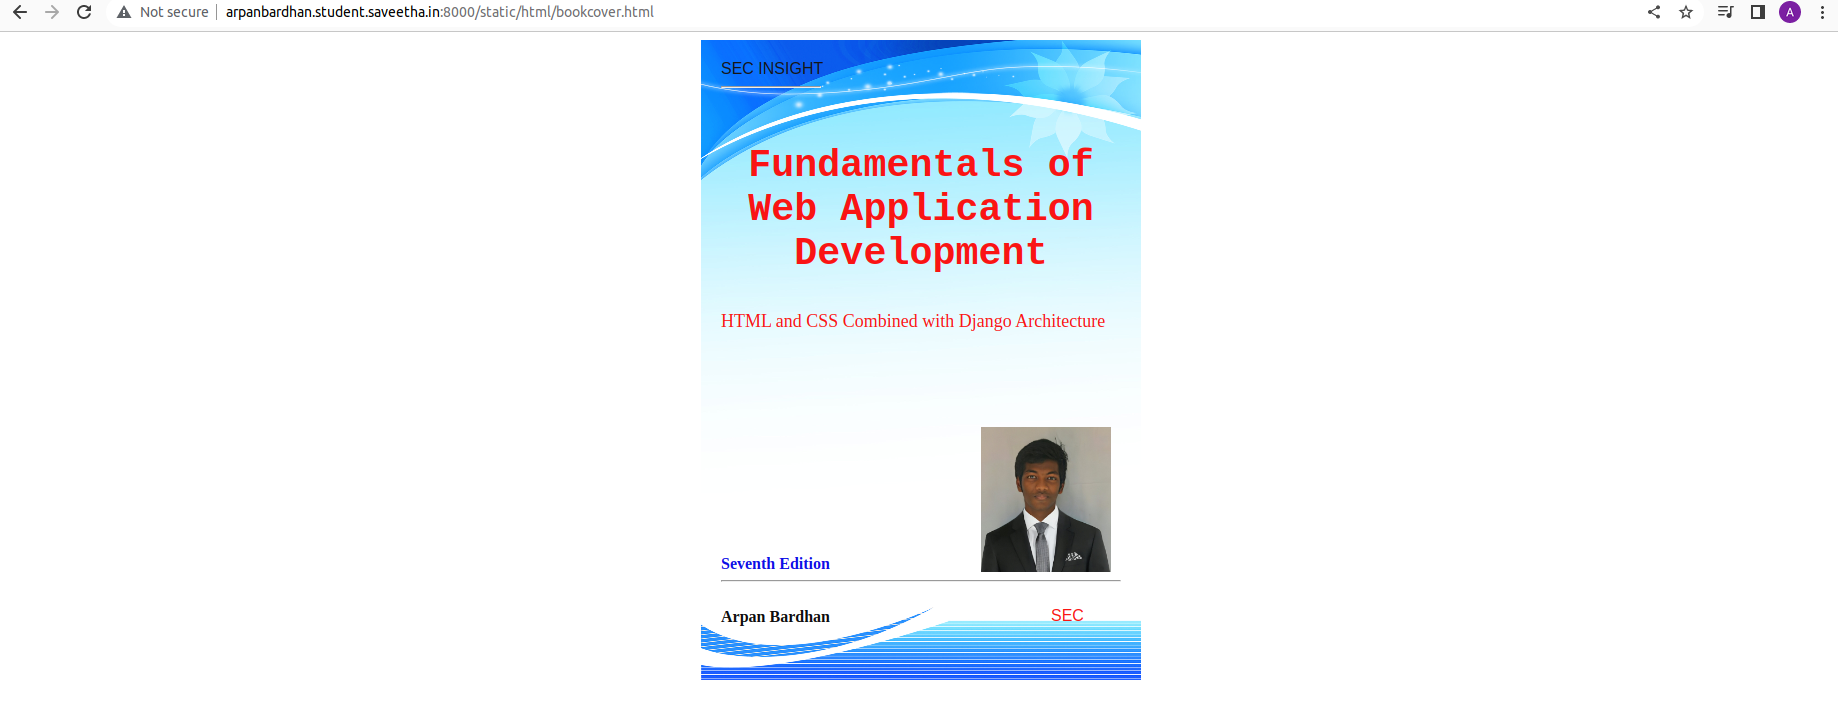 Not secure arpanbardhan.student.saveetha.in:8000/static/html/bookcover.html A
SEC INSIGHT
Fundamentals of
Web Application
Development
HTML and CSS Combined with Django Architecture
Seventh Edition
Arpan Bardhan SEC